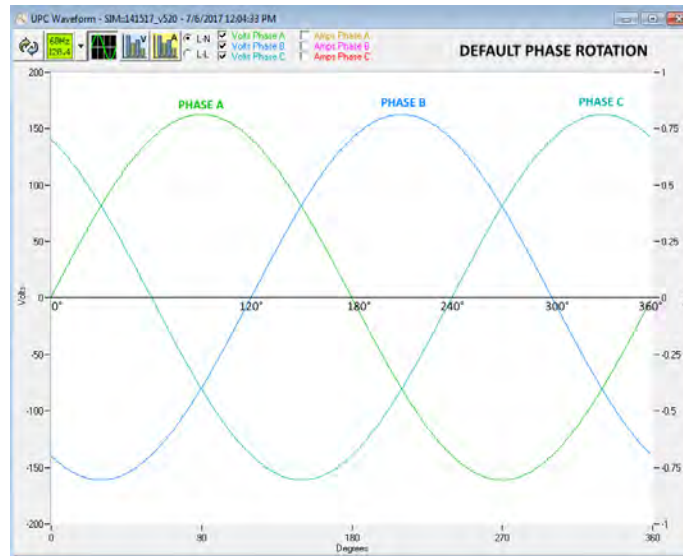 UPC Waveform - SIM:141517_v520 - 7/6/2017 12:04:33 PM
60Hz
120.4
V
A
L-N
L-L
Volts Phase A
Volts Phase B
Volts Phase C
Amps Phase A
Amps Phase B
Amps Phase C
DEFAULT PHASE ROTATION
200
150
100
50
0
-50
-100
-150
-200
Volts
PHASE A
PHASE B
PHASE C
0°
120°
180°
240°
300°
360°
1
0.75
0.5
0.25
0
-0.25
-0.5
-0.75
-1
0
90
180
270
360
Degrees